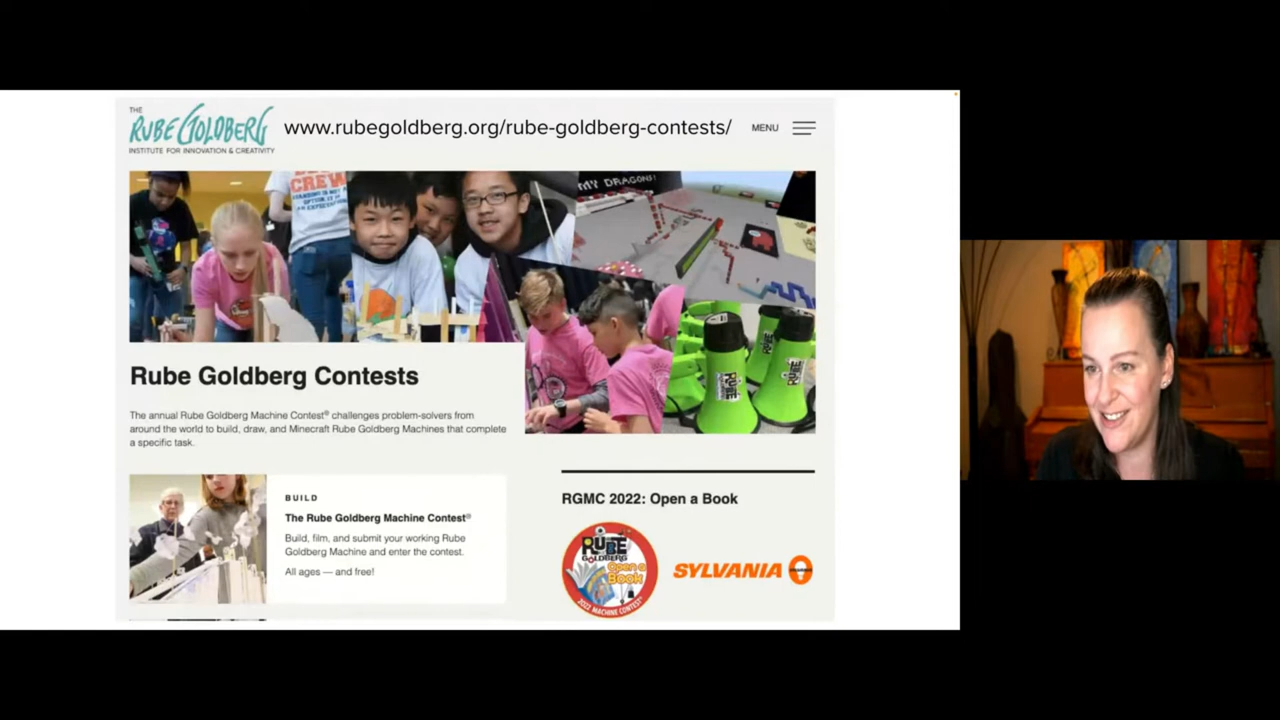 THE
RUBE GOLDBERG
INSTITUTE FOR INNOVATION & CREATIVITY
www.rubegoldberg.org/rube-goldberg-contests/
MENU
CREW
MY DRAGONS!
RUBE
RUBE
RUBE
Rube Goldberg Contests
The annual Rube Goldberg Machine Contest® challenges problem-solvers from
around the world to build, draw, and Minecraft Rube Goldberg Machines that complete
a specific task.
BUILD
The Rube Goldberg Machine Contest®
Build, film, and submit your working Rube
Goldberg Machine and enter the contest.
All ages — and free!
RGMC 2022: Open a Book
RUBE
GOLDBERG
Open a
BOOK
2022 MACHINE CONTEST
SYLVANIA